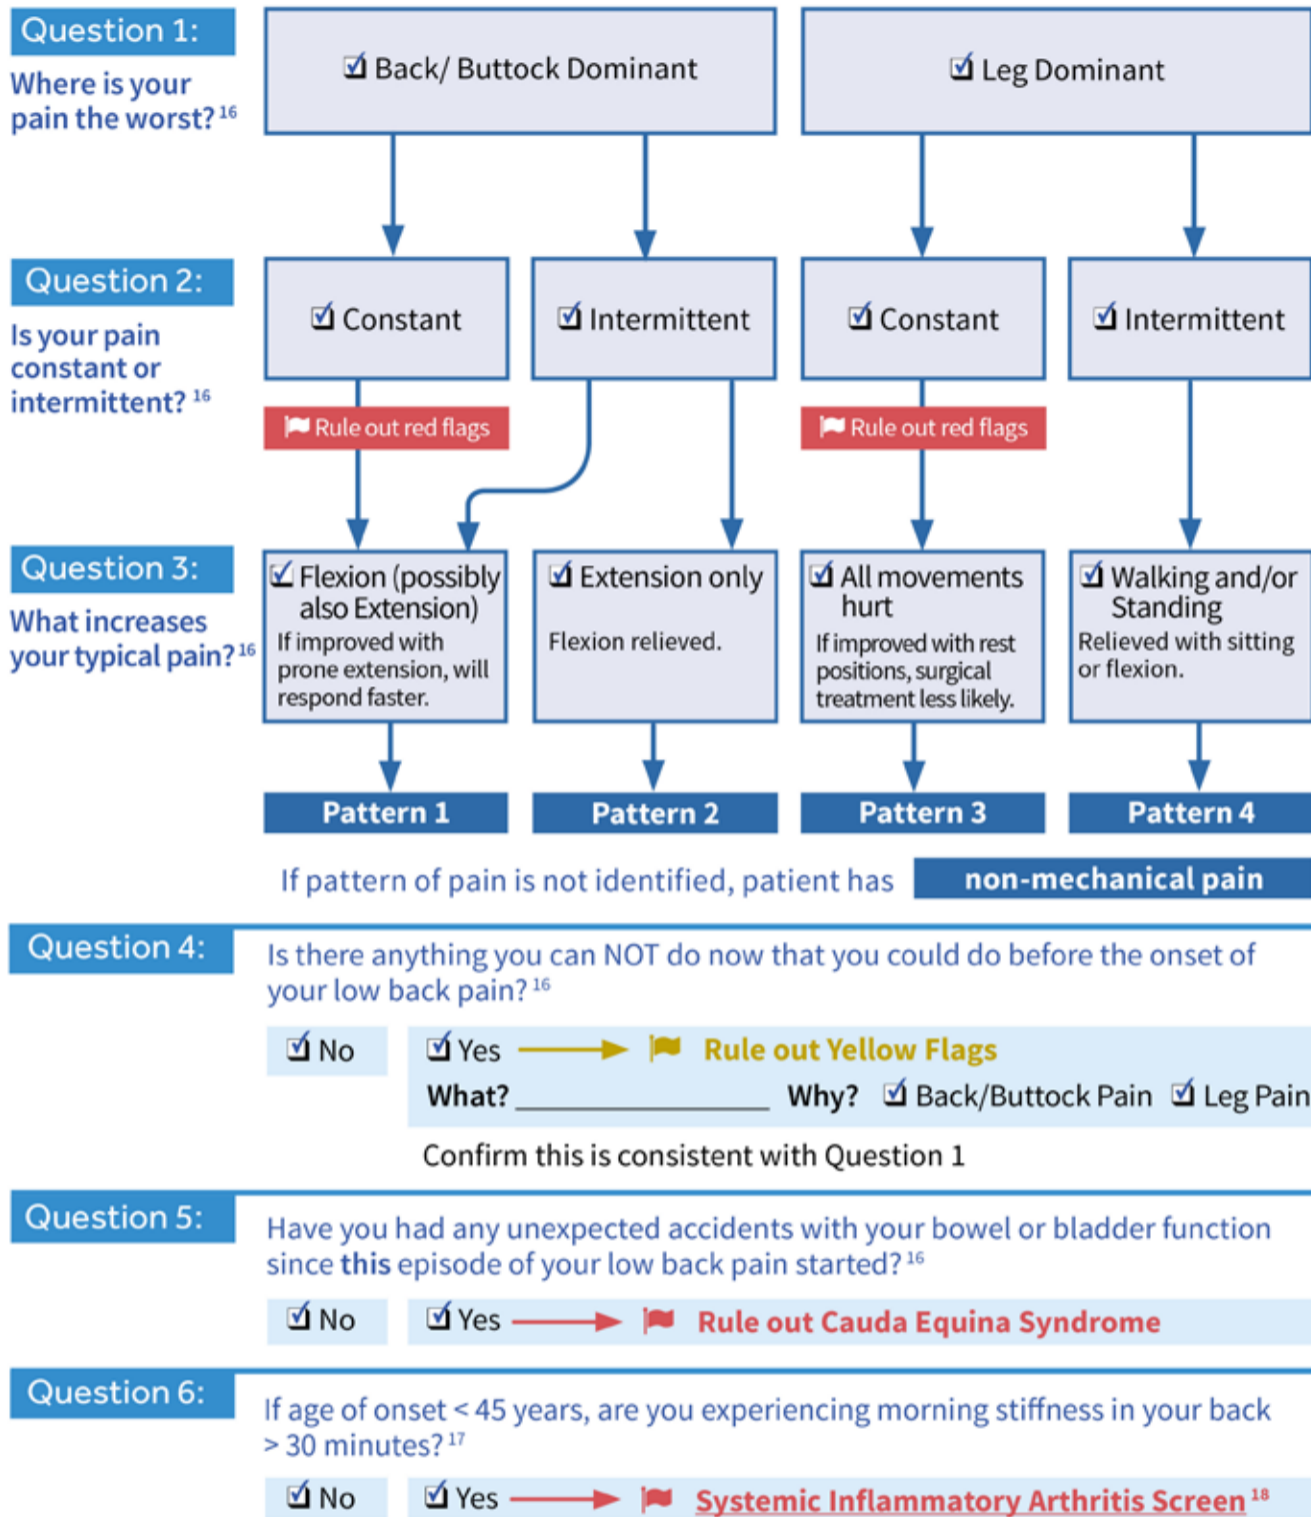 Question 1:
Where is your
pain the worst? 16
☑ Back/ Buttock Dominant
☑ Leg Dominant
Question 2:
Is your pain
constant or
intermittent? 16
☑ Constant
☑ Intermittent
☑ Constant
☑ Intermittent
Rule out red flags
Rule out red flags
Question 3:
What increases
your typical pain? 16
☑ Flexion (possibly
also Extension)
If improved with
prone extension, will
respond faster.
☑ Extension only
Flexion relieved.
☑ All movements
hurt
If improved with rest
positions, surgical
treatment less likely.
☑ Walking and/or
Standing
Relieved with sitting
or flexion.
Pattern 1
Pattern 2
Pattern 3
Pattern 4
If pattern of pain is not identified, patient has non-mechanical pain
Question 4:
Is there anything you can NOT do now that you could do before the onset of
your low back pain? 16
☑ No
☑ Yes Rule out Yellow Flags
What? ____________________ Why? ☑ Back/Buttock Pain ☑ Leg Pain
Confirm this is consistent with Question 1
Question 5:
Have you had any unexpected accidents with your bowel or bladder function
since this episode of your low back pain started? 16
☑ No
☑ Yes Rule out Cauda Equina Syndrome
Question 6:
If age of onset < 45 years, are you experiencing morning stiffness in your back
> 30 minutes? 17
☑ No
☑ Yes Systemic Inflammatory Arthritis Screen 18